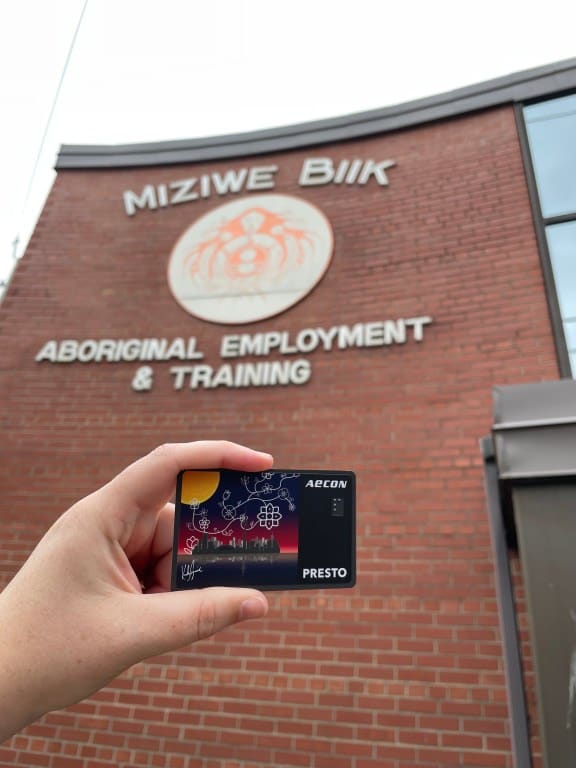 MIZIWE BIIK
ABORIGINAL EMPLOYMENT
& TRAINING
AECON
PRESTO